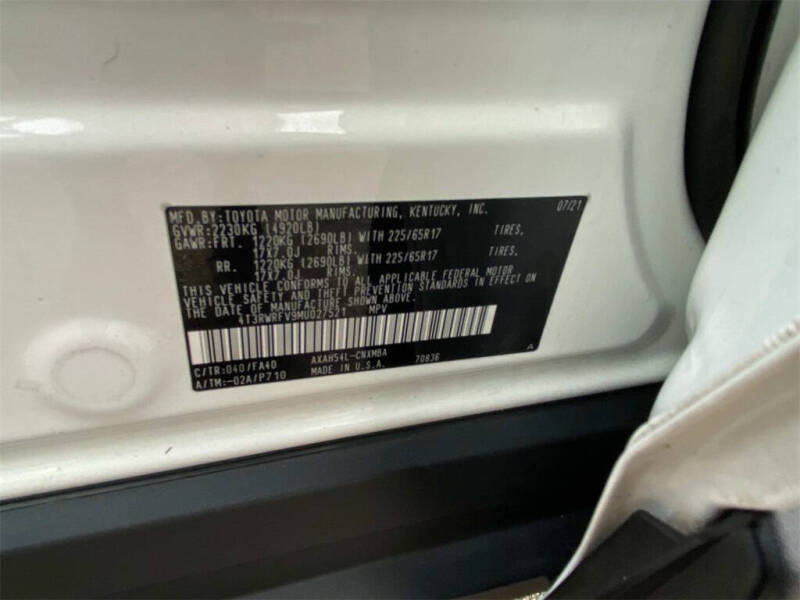 MFD.BY:TOYOTA MOTOR MANUFACTURING, KENTUCKY, INC. 07/21
GVWR:2230KG (4920LB)
GAWR:FRT. 1220KG (2690LB) WITH 225/65R17 TIRES,
17X7.0J RIMS.
RR. 1220KG (2690LB) WITH 225/65R17 TIRES,
17X7.0J RIMS.
THIS VEHICLE CONFORMS TO ALL APPLICABLE FEDERAL MOTOR
VEHICLE SAFETY AND THEFT PREVENTION STANDARDS IN EFFECT ON
THE DATE OF MANUFACTURE SHOWN ABOVE.
4T3RWRFV9MU027521 MPV
C/TR:040/FA40 AXAH54L-CNXMBA 70836
A/TM:-02A/P710 MADE IN U.S.A. A